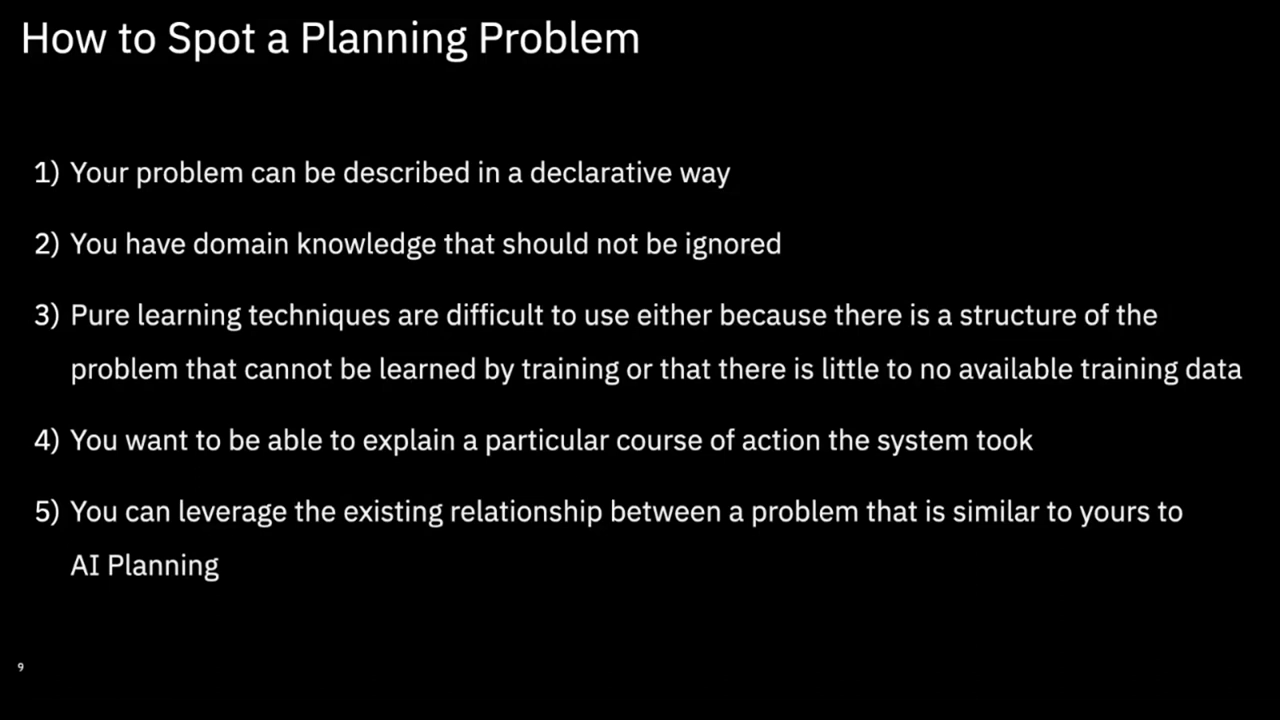 How to Spot a Planning Problem
1) Your problem can be described in a declarative way
2) You have domain knowledge that should not be ignored
3) Pure learning techniques are difficult to use either because there is a structure of the
problem that cannot be learned by training or that there is little to no available training data
4) You want to be able to explain a particular course of action the system took
5) You can leverage the existing relationship between a problem that is similar to yours to
AI Planning
9